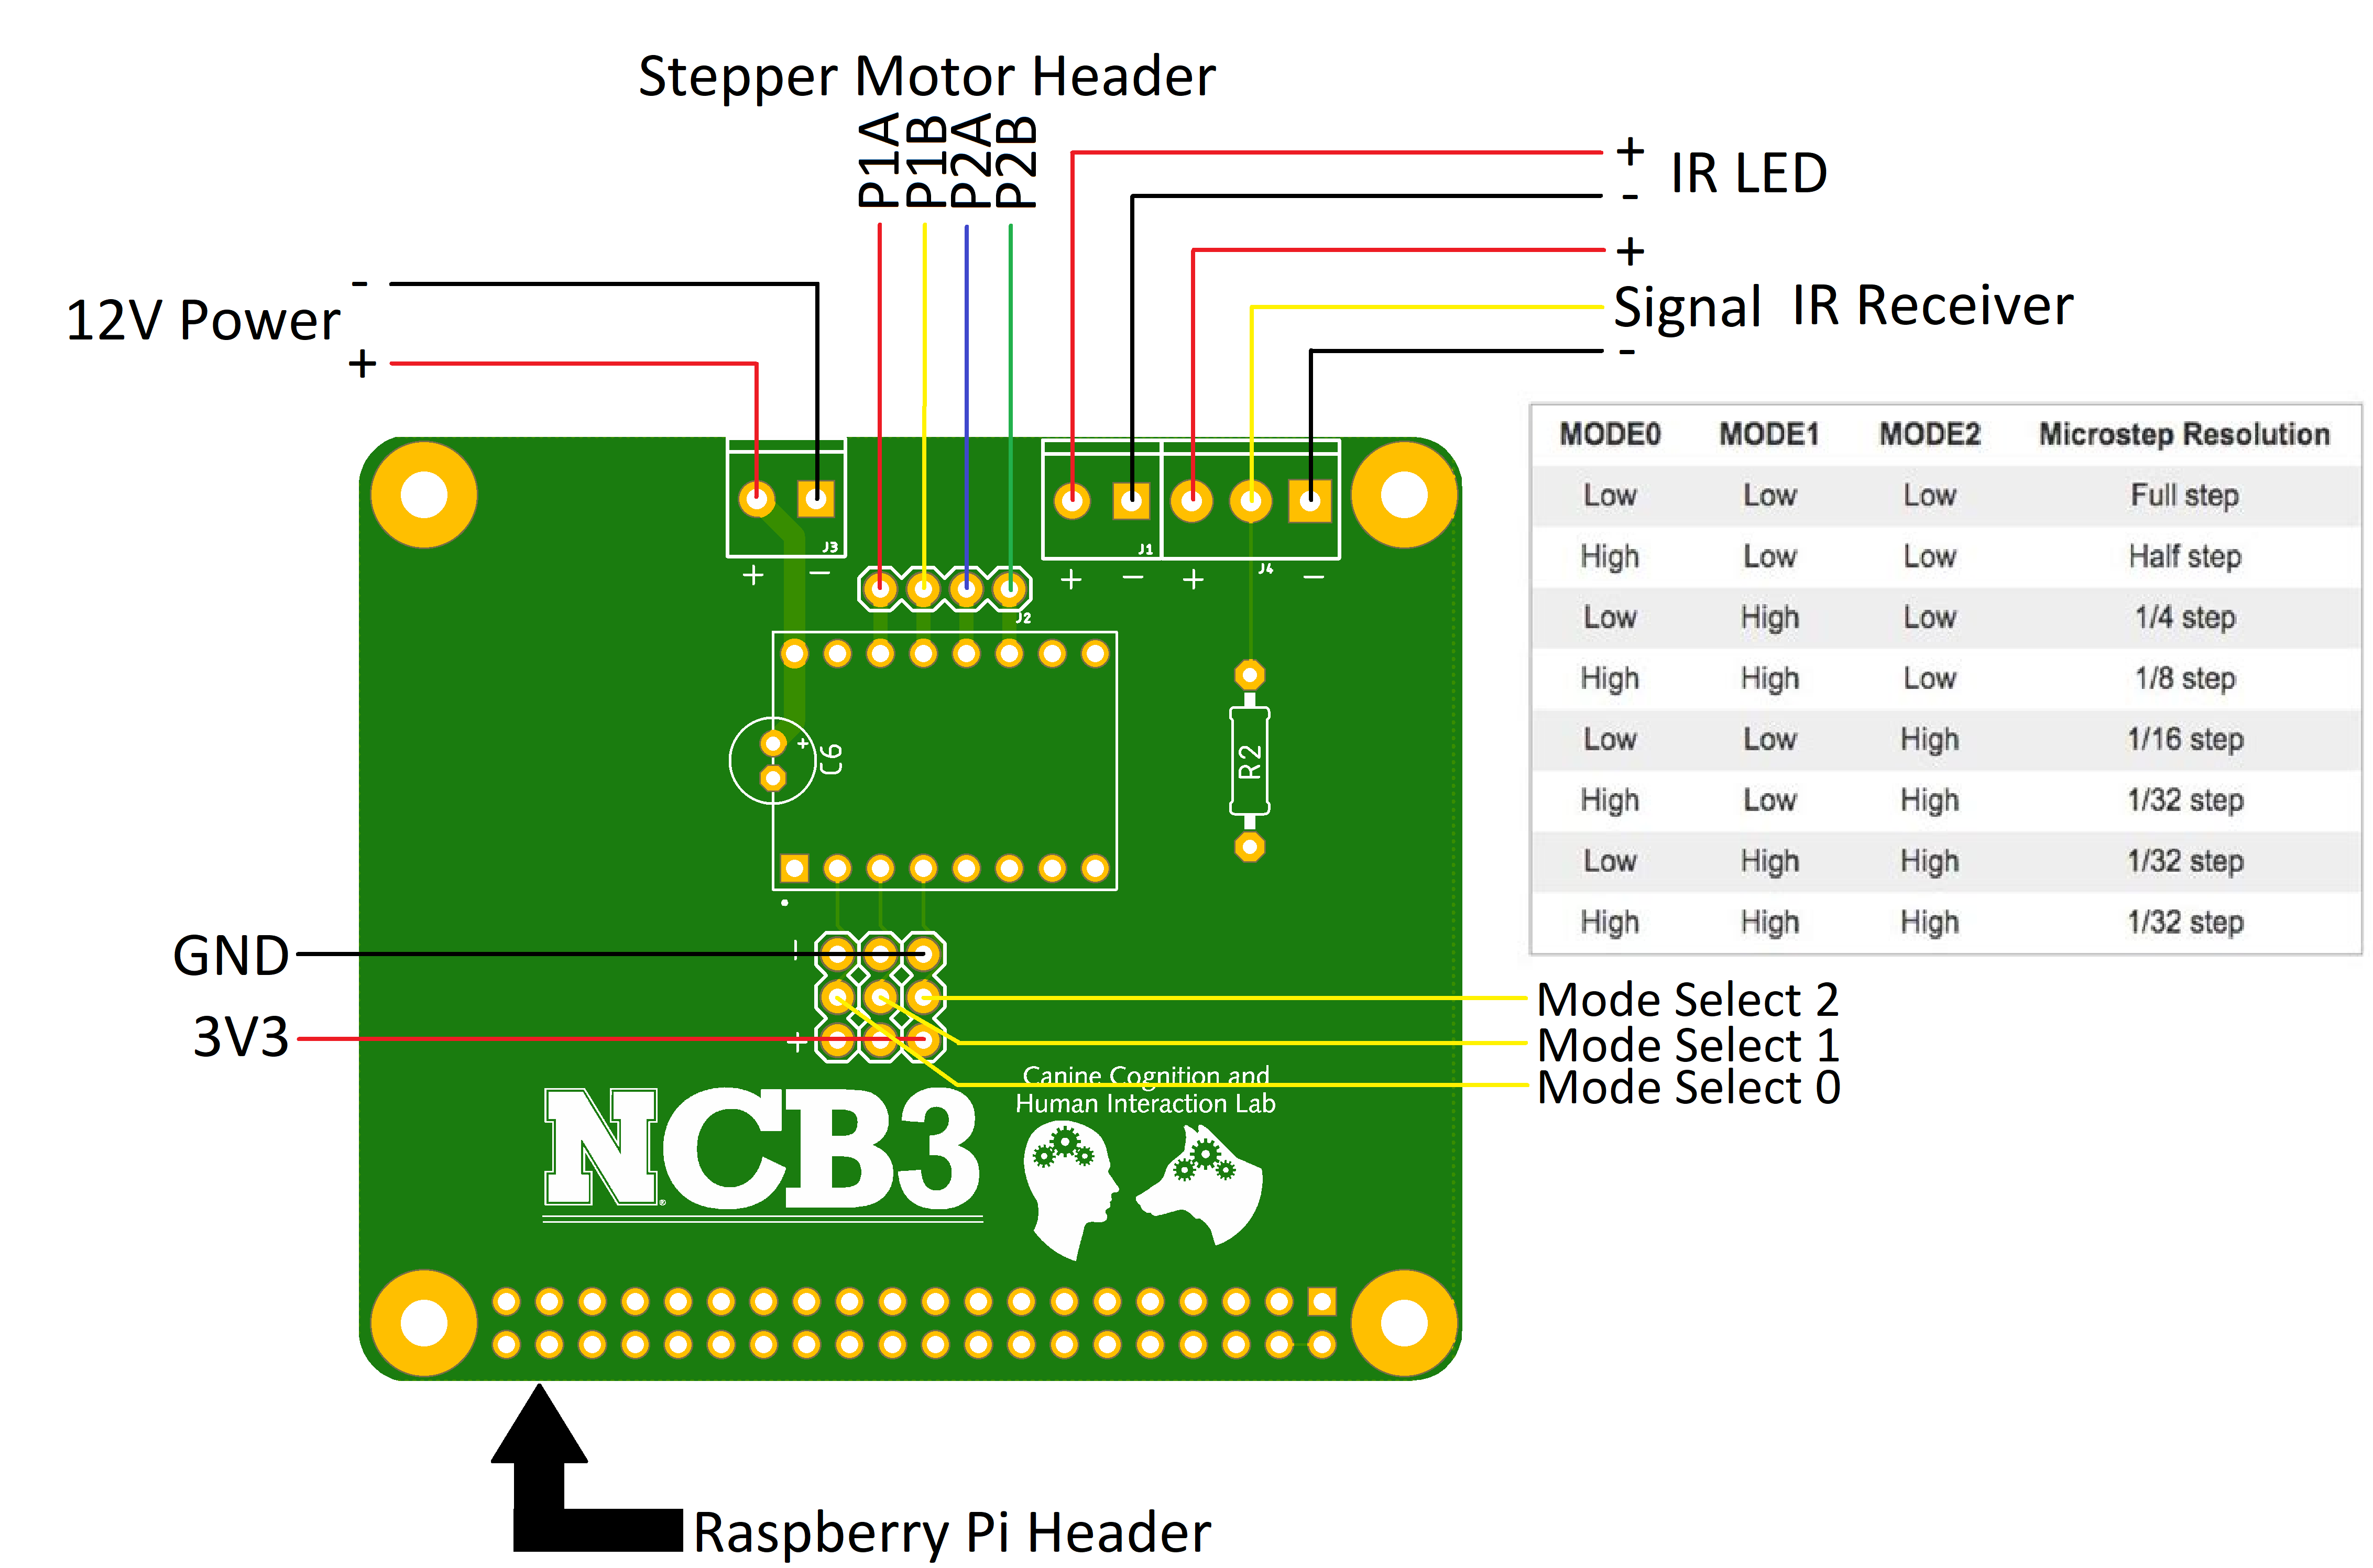 Stepper Motor Header
P1A
P1B
P2A
P2B
+
IR LED
-
+
Signal IR Receiver
-
-
12V Power
+
MODE0 MODE1 MODE2 Microstep Resolution
Low Low Low Full step
High Low Low Half step
Low High Low 1/4 step
High High Low 1/8 step
Low Low High 1/16 step
High Low High 1/32 step
Low High High 1/32 step
High High High 1/32 step
J3
J1
+ -
+ -
+ -
J4
J2
+
C6
R2
GND
-
3V3
+
Mode Select 2
Mode Select 1
Mode Select 0
Canine Cognition and
Human Interaction Lab
NCB3
®
Raspberry Pi Header